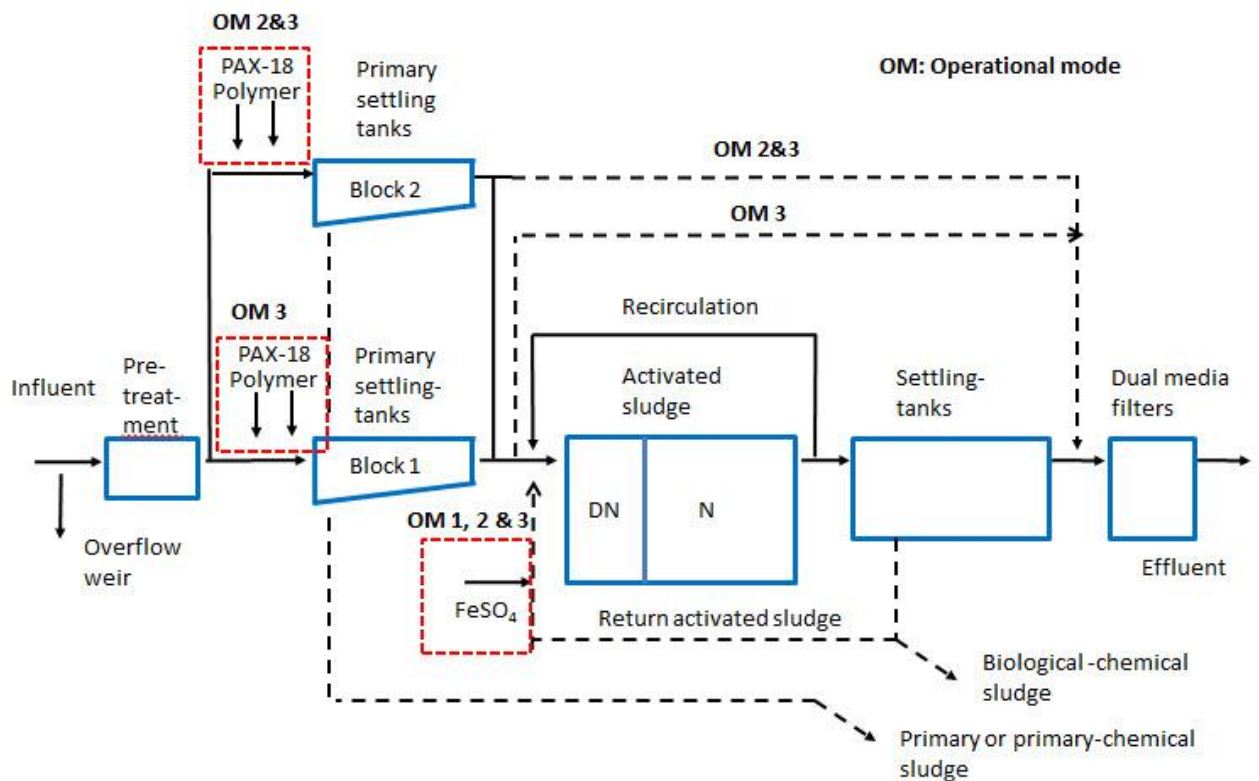 OM 2&3
PAX-18
Polymer
Primary
settling
tanks
OM: Operational mode
Block 2
OM 2&3
OM 3
OM 3
PAX-18
Polymer
Primary
settling-
tanks
Recirculation
Influent
Pre-
treat-
ment
Activated
sludge
Settling-
tanks
Dual media
filters
Block 1
DN
N
OM 1, 2 & 3
Overflow
weir
FeSO₄
Effluent
Return activated sludge
Biological -chemical
sludge
Primary or primary-chemical
sludge